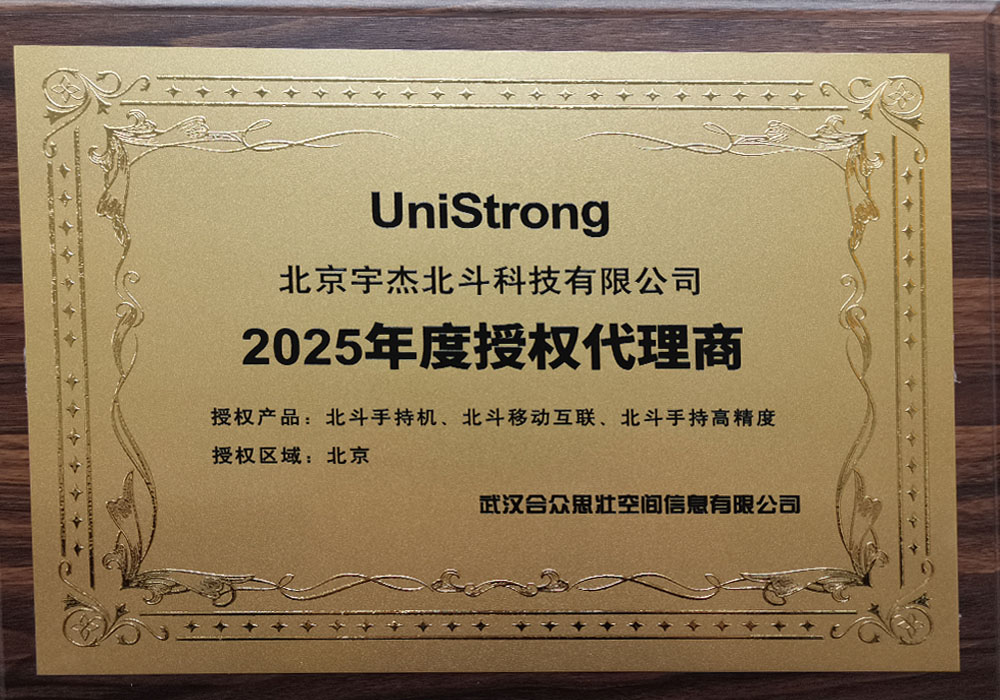 UniStrong
北京宇杰北斗科技有限公司
2025年度授权代理商
授权产品：北斗手持机、北斗移动互联、北斗手持高精度
授权区域：北京
武汉合众思壮空间信息有限公司